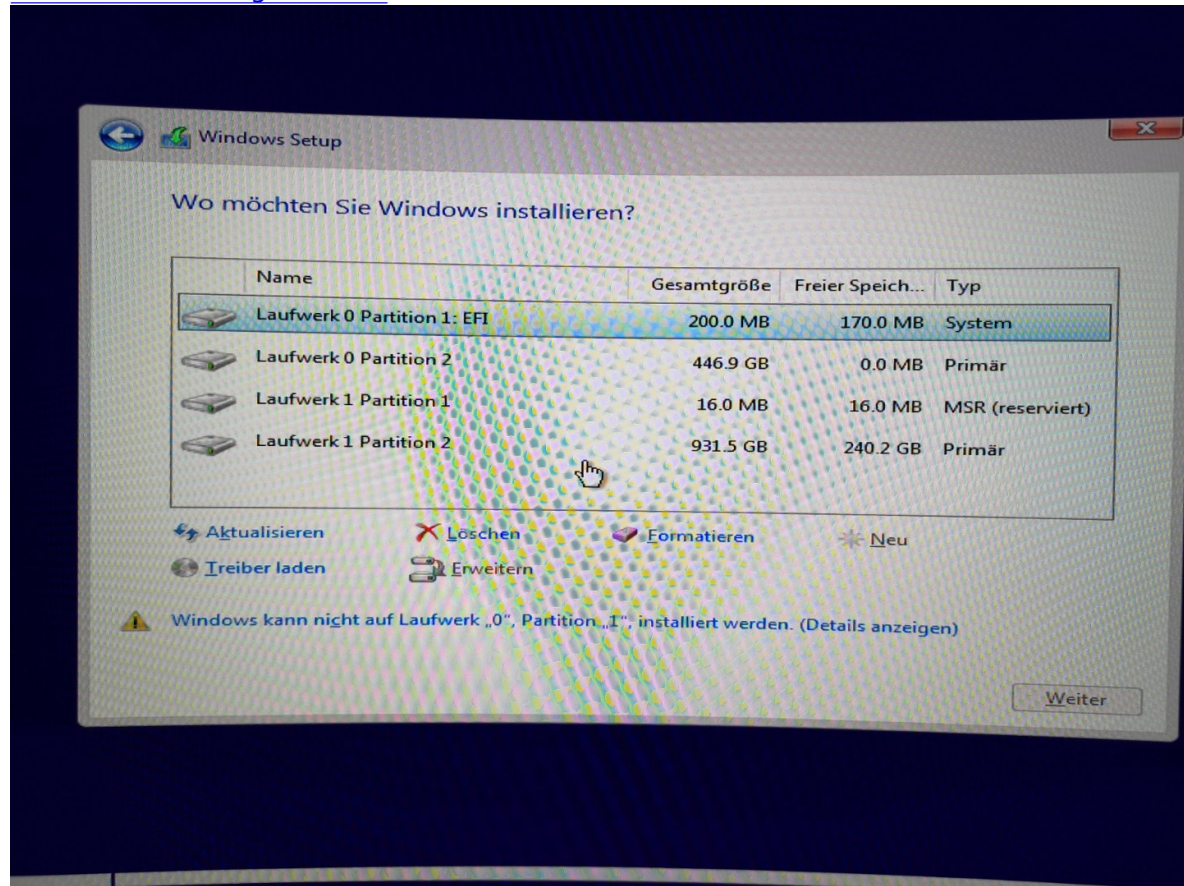 Windows Setup
Wo möchten Sie Windows installieren?
Name Gesamtgröße Freier Speich... Typ
Laufwerk 0 Partition 1: EFI 200.0 MB 170.0 MB System
Laufwerk 0 Partition 2 446.9 GB 0.0 MB Primär
Laufwerk 1 Partition 1 16.0 MB 16.0 MB MSR (reserviert)
Laufwerk 1 Partition 2 931.5 GB 240.2 GB Primär
Aktualisieren Löschen Formatieren Neu
Treiber laden Erweitern
Windows kann nicht auf Laufwerk „0", Partition „1", installiert werden. (Details anzeigen)
Weiter